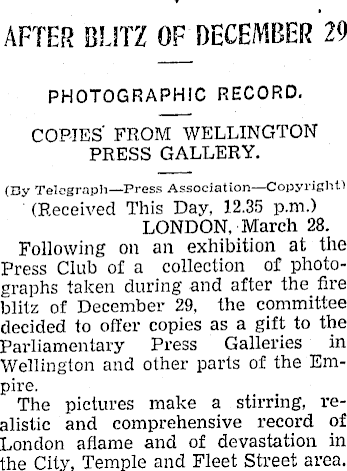 AFTER BLITZ OF DECEMBER 29
PHOTOGRAPHIC RECORD.
COPIES FROM WELLINGTON
PRESS GALLERY.
(By Telegraph—Press Association—Copyright)
(Received This Day, 12.35 p.m.)
LONDON, March 28.
Following on an exhibition at the
Press Club of a collection of photo-
graphs taken during and after the fire
blitz of December 29, the committee
decided to offer copies as a gift to the
Parliamentary Press Galleries in
Wellington and other parts of the Em-
pire.
The pictures make a stirring, re-
alistic and comprehensive record of
London aflame and of devastation in
the City, Temple and Fleet Street area.